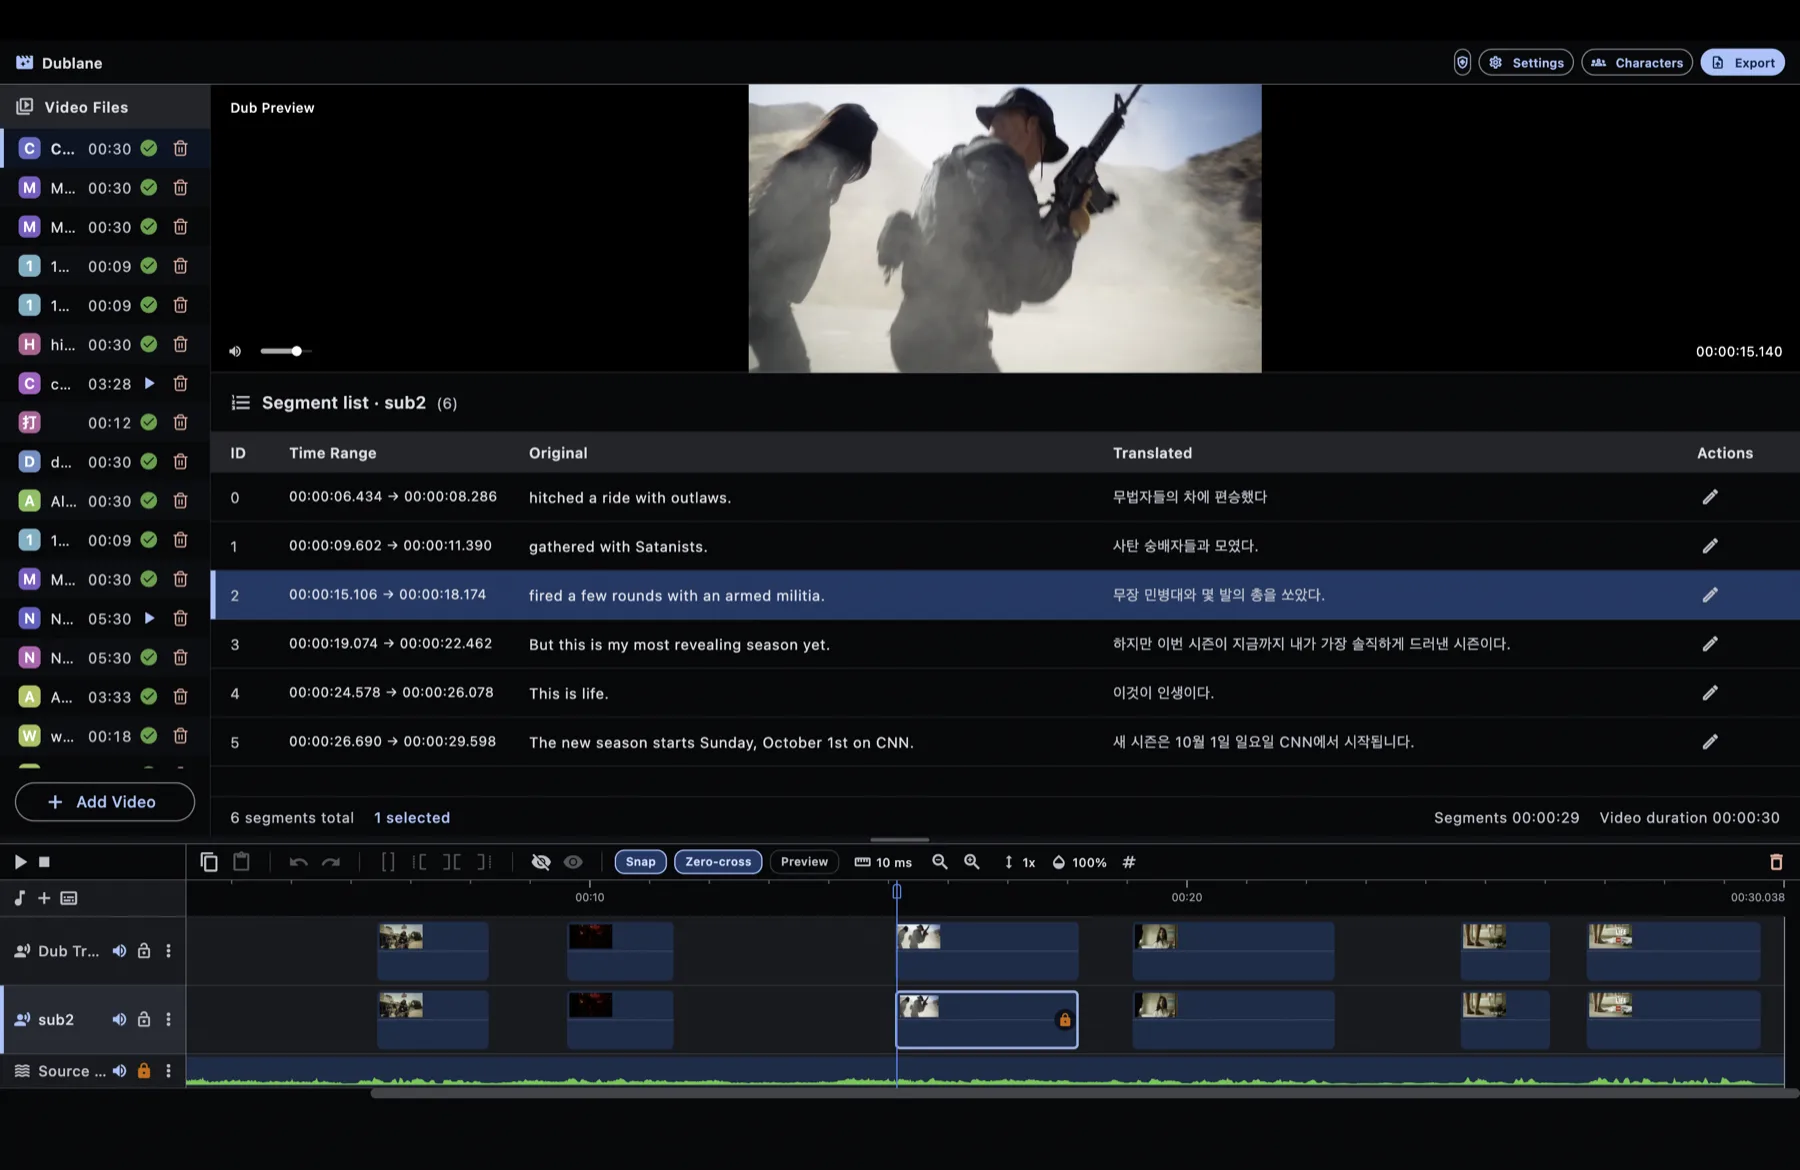 Dublane
Settings
Characters
Export
Video Files
Dub Preview
C C... 00:30
M M... 00:30
M M... 00:30
1 1... 00:09
1 1... 00:09
H hi... 00:30
C c... 03:28
打 00:12
D d... 00:30
A Al... 00:30
1 1... 00:09
M M... 00:30
N N... 05:30
N N... 05:30
A A... 03:33
W w... 00:18
+ Add Video
00:00:15.140
Segment list · sub2 (6)
ID Time Range Original Translated Actions
0 00:00:06.434 → 00:00:08.286 hitched a ride with outlaws. 무법자들의 차에 편승했다
1 00:00:09.602 → 00:00:11.390 gathered with Satanists. 사탄 숭배자들과 모였다.
2 00:00:15.106 → 00:00:18.174 fired a few rounds with an armed militia. 무장 민병대와 몇 발의 총을 쏘았다.
3 00:00:19.074 → 00:00:22.462 But this is my most revealing season yet. 하지만 이번 시즌이 지금까지 내가 가장 솔직하게 드러낸 시즌이다.
4 00:00:24.578 → 00:00:26.078 This is life. 이것이 인생이다.
5 00:00:26.690 → 00:00:29.598 The new season starts Sunday, October 1st on CNN. 새 시즌은 10월 1일 일요일 CNN에서 시작됩니다.
6 segments total 1 selected Segments 00:00:29 Video duration 00:00:30
Snap Zero-cross Preview 10 ms 1x 100% #
00:10 00:20 00:30.038
Dub Tr...
sub2
Source ...